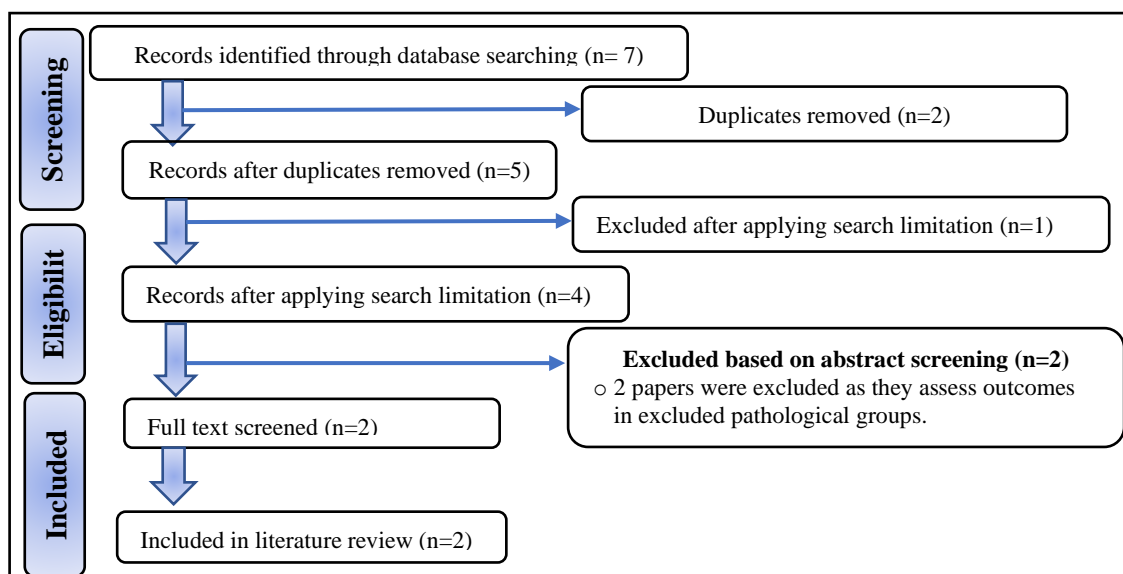 Screening
Records identified through database searching (n= 7)
Duplicates removed (n=2)
Records after duplicates removed (n=5)
Excluded after applying search limitation (n=1)
Eligibilit
Records after applying search limitation (n=4)
Excluded based on abstract screening (n=2)
o 2 papers were excluded as they assess outcomes
in excluded pathological groups.
Included
Full text screened (n=2)
Included in literature review (n=2)